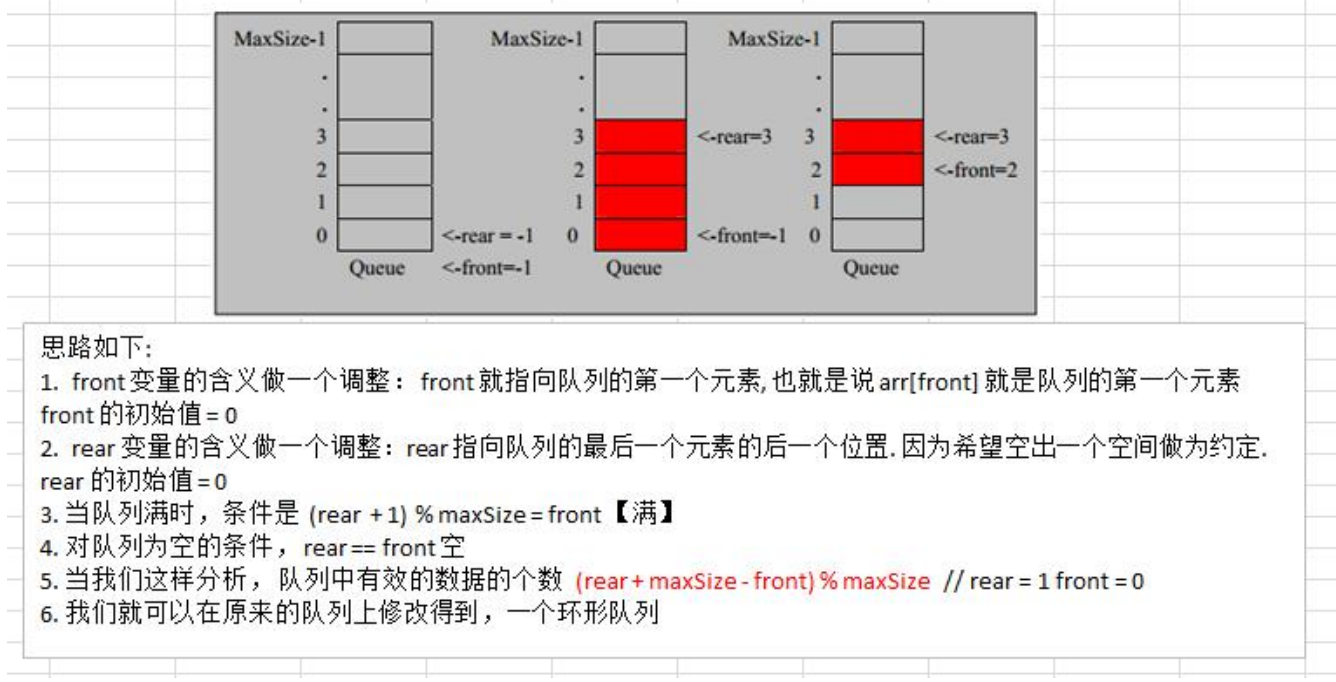 MaxSize-1 MaxSize-1 MaxSize-1
. . .
. . .
3 3 <-rear=3 3 <-rear=3
2 2 2 <-front=2
1 1 1
0 <-rear = -1 0 <-front=-1 0
Queue <-front=-1 Queue Queue
思路如下:
1. front 变量的含义做一个调整：front 就指向队列的第一个元素, 也就是说 arr[front] 就是队列的第一个元素
front 的初始值 = 0
2. rear 变量的含义做一个调整：rear 指向队列的最后一个元素的后一个位置. 因为希望空出一个空间做为约定.
rear 的初始值 = 0
3. 当队列满时，条件是 (rear + 1) % maxSize = front 【满】
4. 对队列为空的条件，rear == front 空
5. 当我们这样分析，队列中有效的数据的个数 (rear + maxSize - front) % maxSize // rear = 1 front = 0
6. 我们就可以在原来的队列上修改得到，一个环形队列